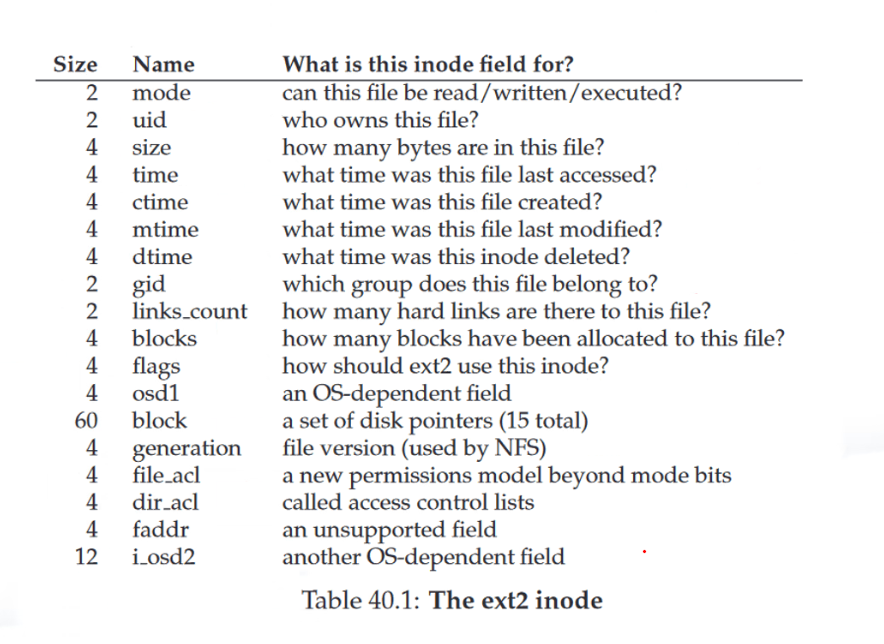 Size Name What is this inode field for?
2 mode can this file be read/written/executed?
2 uid who owns this file?
4 size how many bytes are in this file?
4 time what time was this file last accessed?
4 ctime what time was this file created?
4 mtime what time was this file last modified?
4 dtime what time was this inode deleted?
2 gid which group does this file belong to?
2 links_count how many hard links are there to this file?
4 blocks how many blocks have been allocated to this file?
4 flags how should ext2 use this inode?
4 osd1 an OS-dependent field
60 block a set of disk pointers (15 total)
4 generation file version (used by NFS)
4 file_acl a new permissions model beyond mode bits
4 dir_acl called access control lists
4 faddr an unsupported field
12 i_osd2 another OS-dependent field
Table 40.1: The ext2 inode